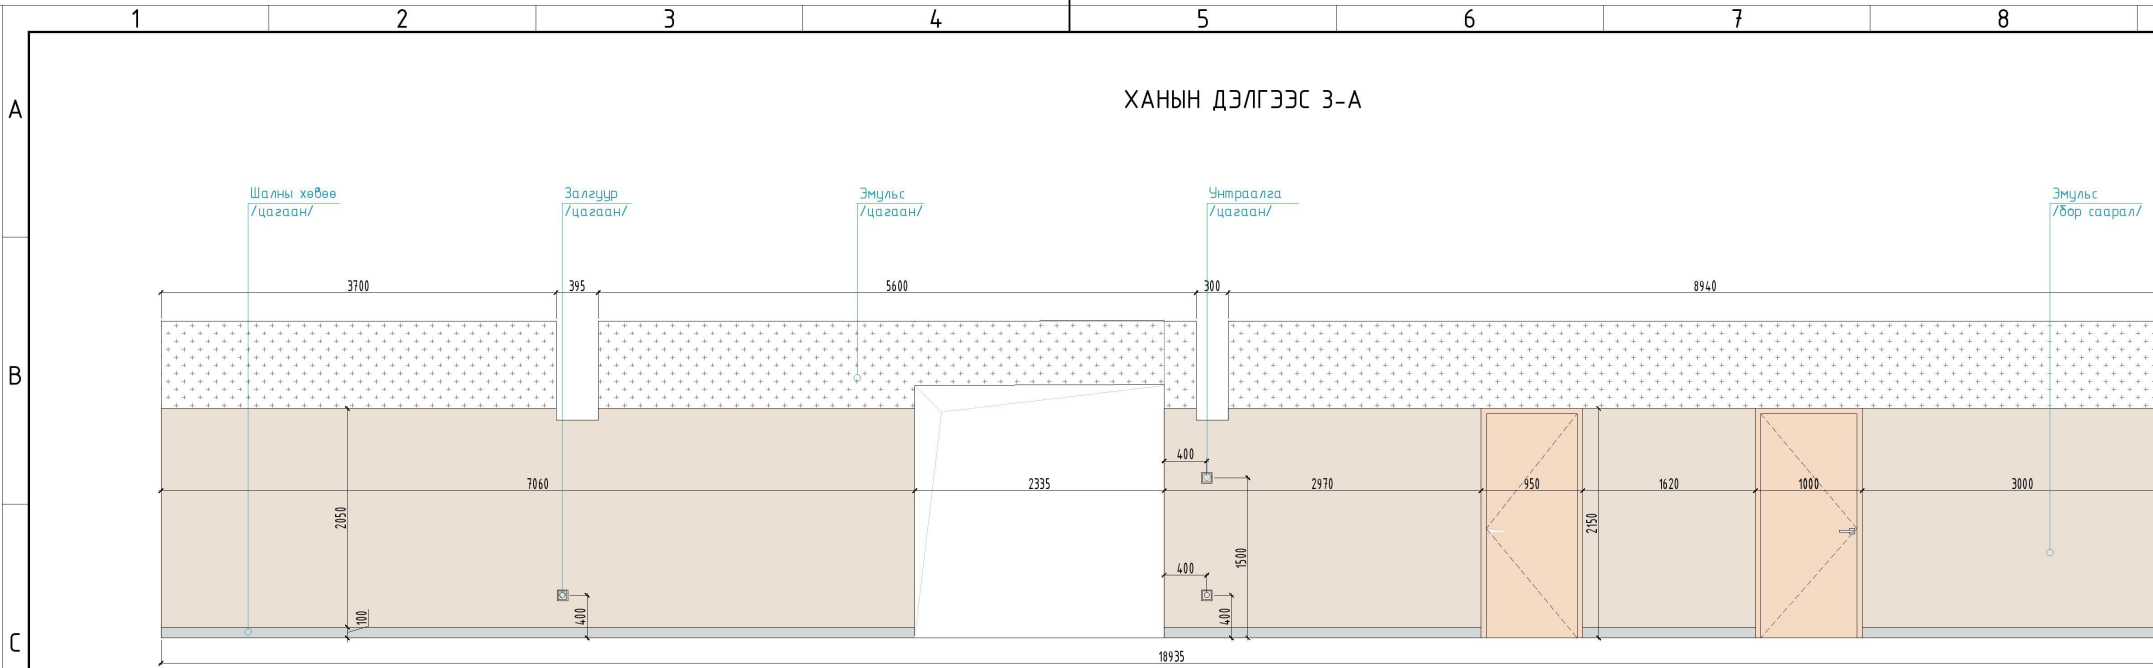 1 2 3 4 5 6 7 8
A
ХАНЫН ДЭЛГЭЭС 3-А
Шалны хөвөө
/цагаан/
Залгуур
/цагаан/
Эмульс
/цагаан/
Унтраалга
/цагаан/
Эмульс
/бор саарал/
3700 395 5600 300 8940
B
400
7060 2335 2970 950 1620 1000 3000
2050
2150
1500
400
100
400
400
C
18935